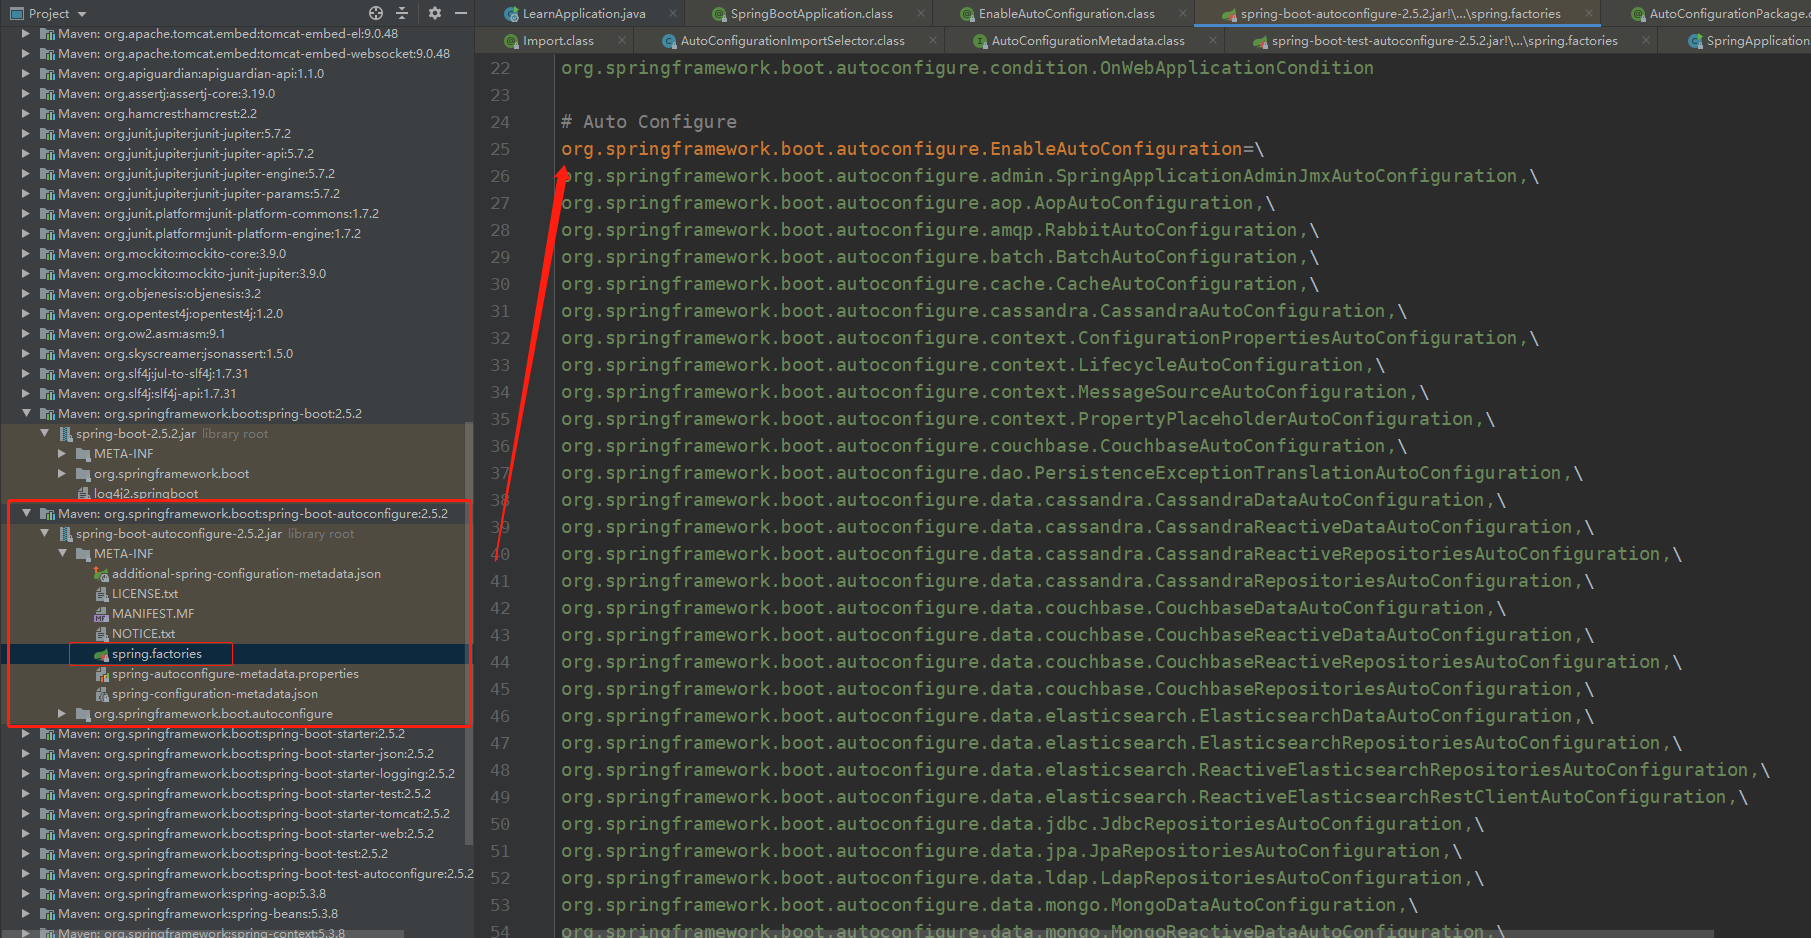 Project
Maven: org.apache.tomcat.embed:tomcat-embed-el:9.0.48
Maven: org.apache.tomcat.embed:tomcat-embed-websocket:9.0.48
Maven: org.apiguardian:apiguardian-api:1.1.0
Maven: org.assertj:assertj-core:3.19.0
Maven: org.hamcrest:hamcrest:2.2
Maven: org.junit.jupiter:junit-jupiter:5.7.2
Maven: org.junit.jupiter:junit-jupiter-api:5.7.2
Maven: org.junit.jupiter:junit-jupiter-engine:5.7.2
Maven: org.junit.jupiter:junit-jupiter-params:5.7.2
Maven: org.junit.platform:junit-platform-commons:1.7.2
Maven: org.junit.platform:junit-platform-engine:1.7.2
Maven: org.mockito:mockito-core:3.9.0
Maven: org.mockito:mockito-junit-jupiter:3.9.0
Maven: org.objenesis:objenesis:3.2
Maven: org.opentest4j:opentest4j:1.2.0
Maven: org.ow2.asm:asm:9.1
Maven: org.skyscreamer:jsonassert:1.5.0
Maven: org.slf4j:jul-to-slf4j:1.7.31
Maven: org.slf4j:slf4j-api:1.7.31
Maven: org.springframework.boot:spring-boot:2.5.2
spring-boot-2.5.2.jar library root
META-INF
org.springframework.boot
log4j2.springboot
Maven: org.springframework.boot:spring-boot-autoconfigure:2.5.2
spring-boot-autoconfigure-2.5.2.jar library root
META-INF
additional-spring-configuration-metadata.json
LICENSE.txt
MANIFEST.MF
NOTICE.txt
spring.factories
spring-autoconfigure-metadata.properties
spring-configuration-metadata.json
org.springframework.boot.autoconfigure
Maven: org.springframework.boot:spring-boot-starter:2.5.2
Maven: org.springframework.boot:spring-boot-starter-json:2.5.2
Maven: org.springframework.boot:spring-boot-starter-logging:2.5.2
Maven: org.springframework.boot:spring-boot-starter-test:2.5.2
Maven: org.springframework.boot:spring-boot-starter-tomcat:2.5.2
Maven: org.springframework.boot:spring-boot-starter-web:2.5.2
Maven: org.springframework.boot:spring-boot-test:2.5.2
Maven: org.springframework.boot:spring-boot-test-autoconfigure:2.5.2
Maven: org.springframework:spring-aop:5.3.8
Maven: org.springframework:spring-beans:5.3.8
Maven: org.springframework:spring-context:5.3.8
LearnApplication.java SpringBootApplication.class EnableAutoConfiguration.class spring-boot-autoconfigure-2.5.2.jar!\...\spring.factories AutoConfigurationPackage.c
Import.class AutoConfigurationImportSelector.class AutoConfigurationMetadata.class spring-boot-test-autoconfigure-2.5.2.jar!\...\spring.factories SpringApplication
22 org.springframework.boot.autoconfigure.condition.OnWebApplicationCondition
23
24 # Auto Configure
25 org.springframework.boot.autoconfigure.EnableAutoConfiguration=\
26 org.springframework.boot.autoconfigure.admin.SpringApplicationAdminJmxAutoConfiguration,\
27 org.springframework.boot.autoconfigure.aop.AopAutoConfiguration,\
28 org.springframework.boot.autoconfigure.amqp.RabbitAutoConfiguration,\
29 org.springframework.boot.autoconfigure.batch.BatchAutoConfiguration,\
30 org.springframework.boot.autoconfigure.cache.CacheAutoConfiguration,\
31 org.springframework.boot.autoconfigure.cassandra.CassandraAutoConfiguration,\
32 org.springframework.boot.autoconfigure.context.ConfigurationPropertiesAutoConfiguration,\
33 org.springframework.boot.autoconfigure.context.LifecycleAutoConfiguration,\
34 org.springframework.boot.autoconfigure.context.MessageSourceAutoConfiguration,\
35 org.springframework.boot.autoconfigure.context.PropertyPlaceholderAutoConfiguration,\
36 org.springframework.boot.autoconfigure.couchbase.CouchbaseAutoConfiguration,\
37 org.springframework.boot.autoconfigure.dao.PersistenceExceptionTranslationAutoConfiguration,\
38 org.springframework.boot.autoconfigure.data.cassandra.CassandraDataAutoConfiguration,\
39 org.springframework.boot.autoconfigure.data.cassandra.CassandraReactiveDataAutoConfiguration,\
40 org.springframework.boot.autoconfigure.data.cassandra.CassandraReactiveRepositoriesAutoConfiguration,\
41 org.springframework.boot.autoconfigure.data.cassandra.CassandraRepositoriesAutoConfiguration,\
42 org.springframework.boot.autoconfigure.data.couchbase.CouchbaseDataAutoConfiguration,\
43 org.springframework.boot.autoconfigure.data.couchbase.CouchbaseReactiveDataAutoConfiguration,\
44 org.springframework.boot.autoconfigure.data.couchbase.CouchbaseReactiveRepositoriesAutoConfiguration,\
45 org.springframework.boot.autoconfigure.data.couchbase.CouchbaseRepositoriesAutoConfiguration,\
46 org.springframework.boot.autoconfigure.data.elasticsearch.ElasticsearchDataAutoConfiguration,\
47 org.springframework.boot.autoconfigure.data.elasticsearch.ElasticsearchRepositoriesAutoConfiguration,\
48 org.springframework.boot.autoconfigure.data.elasticsearch.ReactiveElasticsearchRepositoriesAutoConfiguration,\
49 org.springframework.boot.autoconfigure.data.elasticsearch.ReactiveElasticsearchRestClientAutoConfiguration,\
50 org.springframework.boot.autoconfigure.data.jdbc.JdbcRepositoriesAutoConfiguration,\
51 org.springframework.boot.autoconfigure.data.jpa.JpaRepositoriesAutoConfiguration,\
52 org.springframework.boot.autoconfigure.data.ldap.LdapRepositoriesAutoConfiguration,\
53 org.springframework.boot.autoconfigure.data.mongo.MongoDataAutoConfiguration,\
54 org.springframework.boot.autoconfigure.data.mongo.MongoReactiveDataAutoConfiguration,\